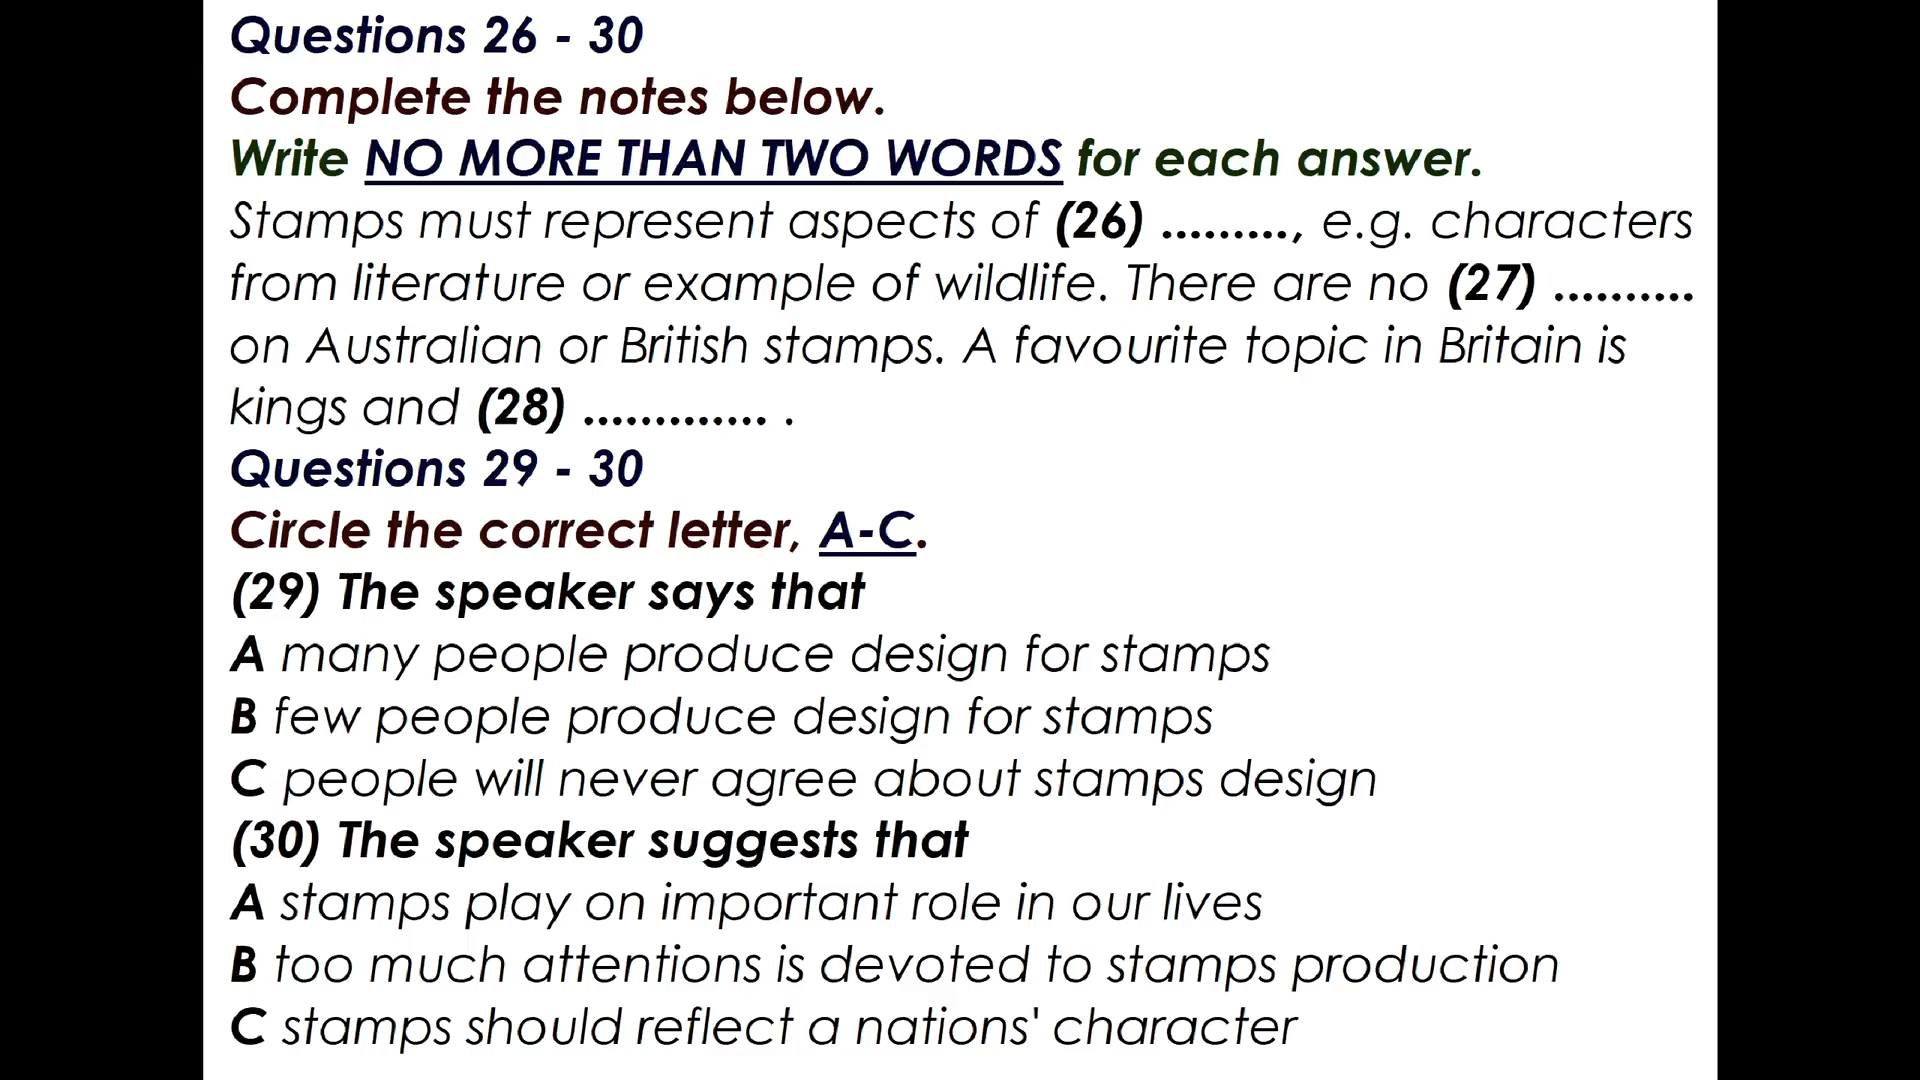 Questions 26 - 30
Complete the notes below.
Write NO MORE THAN TWO WORDS for each answer.
Stamps must represent aspects of (26) ........., e.g. characters
from literature or example of wildlife. There are no (27) ..........
on Australian or British stamps. A favourite topic in Britain is
kings and (28) ............. .
Questions 29 - 30
Circle the correct letter, A-C.
(29) The speaker says that
A many people produce design for stamps
B few people produce design for stamps
C people will never agree about stamps design
(30) The speaker suggests that
A stamps play on important role in our lives
B too much attentions is devoted to stamps production
C stamps should reflect a nations' character